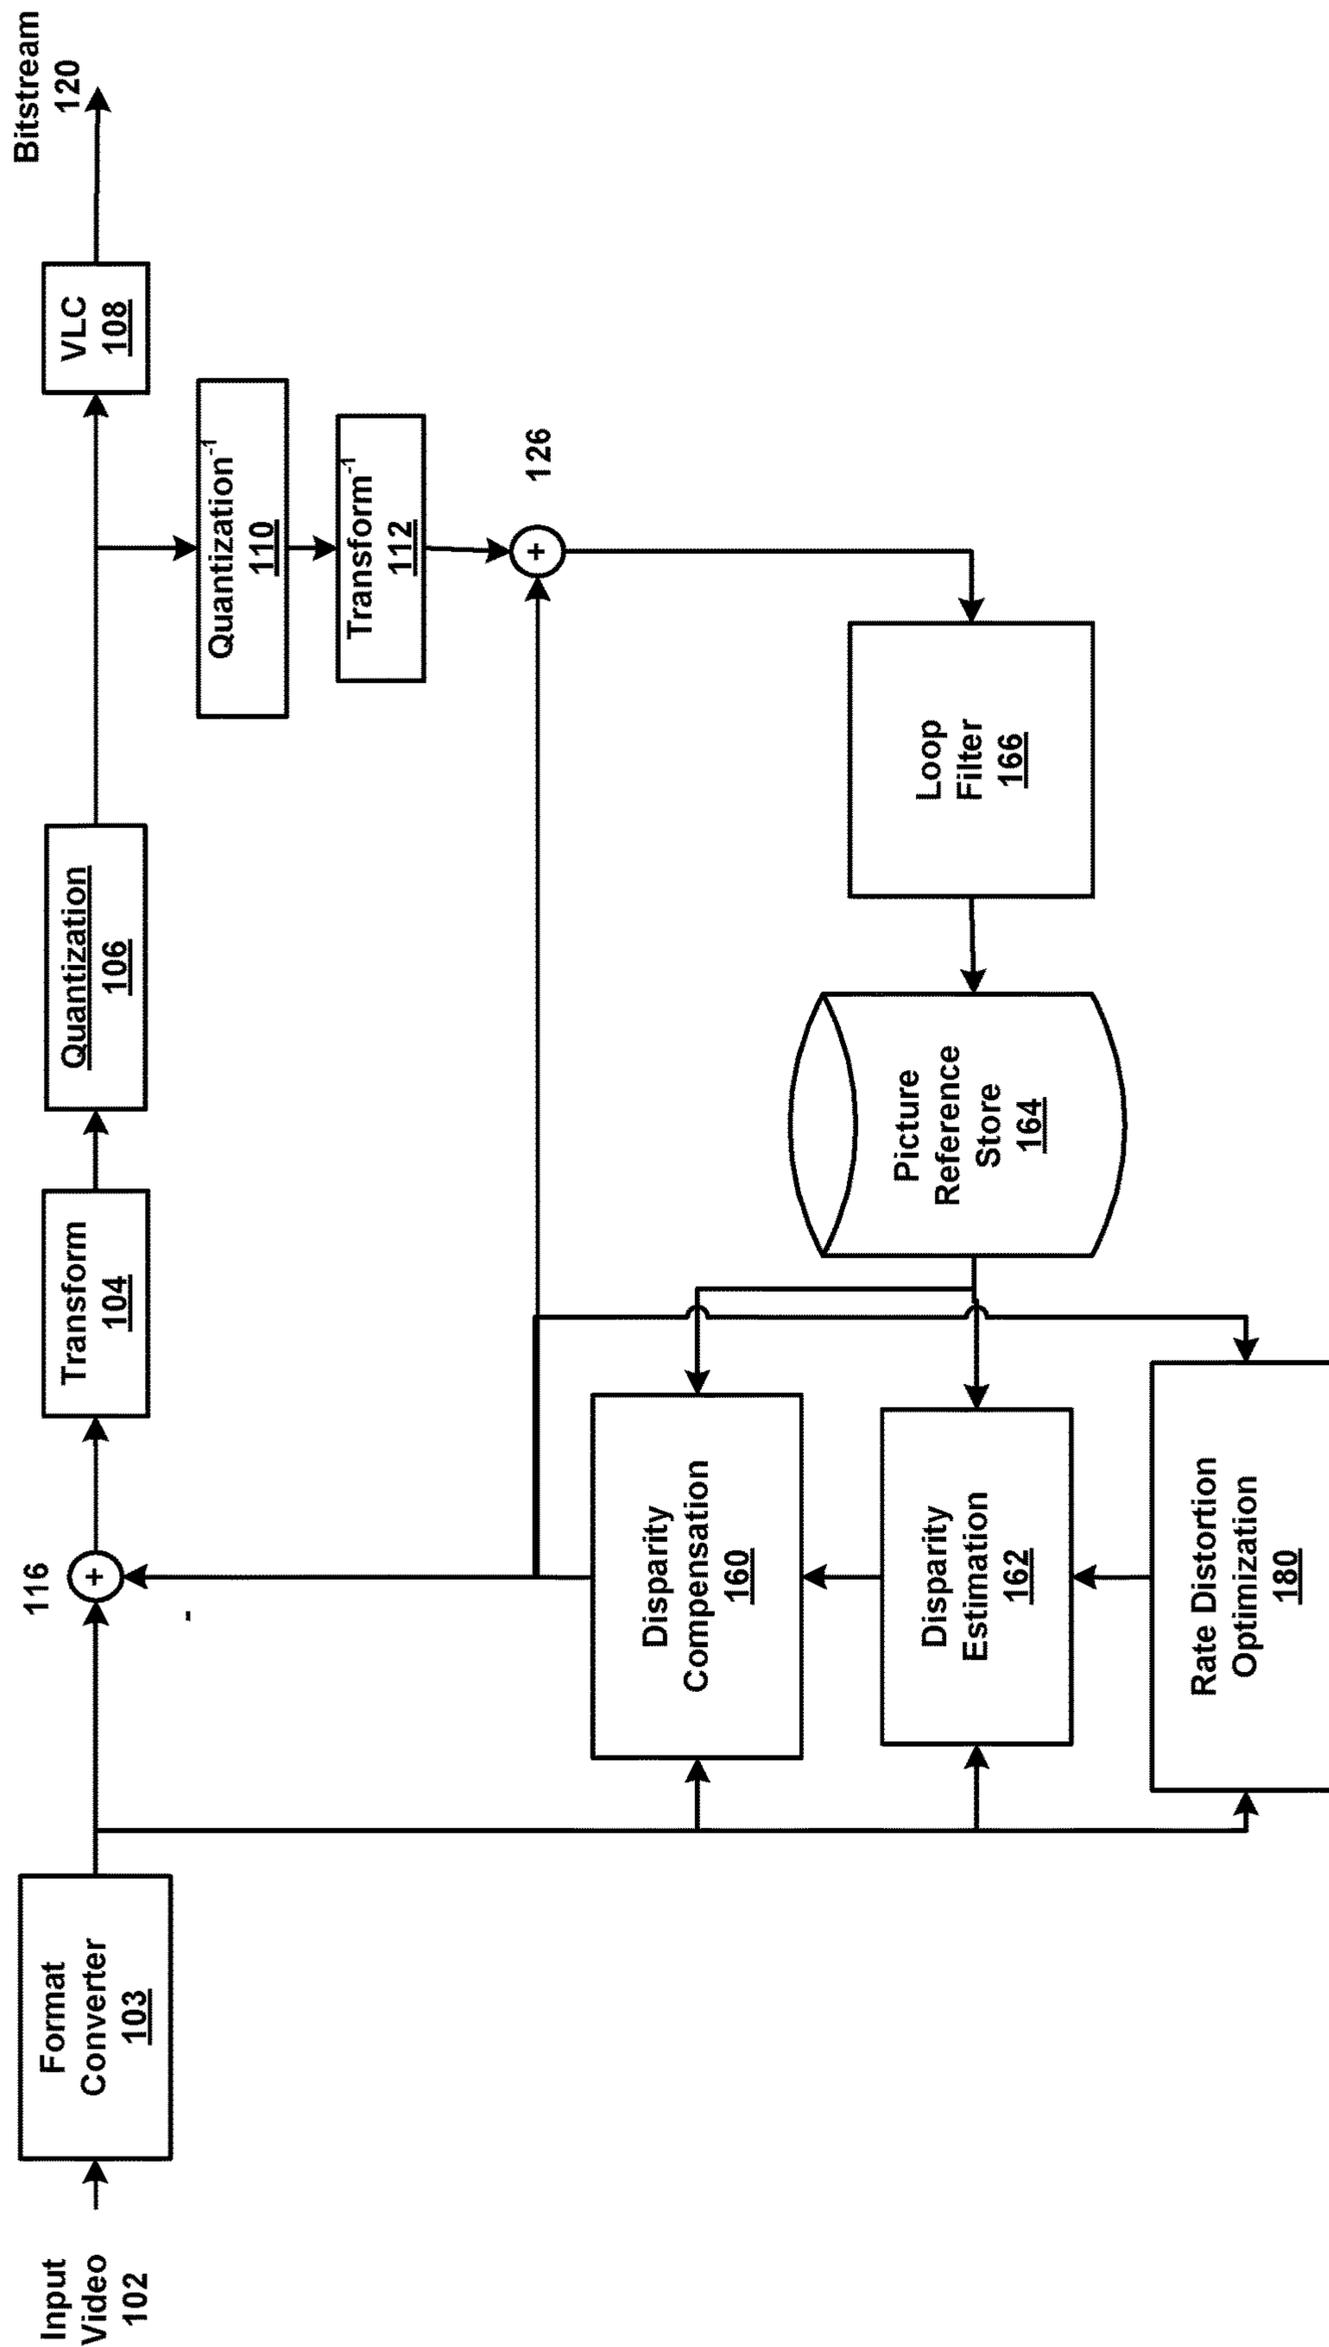 Input
Video
102
Format
Converter
103
116
+
-
Transform
104
Quantization
106
VLC
108
Bitstream
120
Quantization-1
110
Transform-1
112
+
126
Disparity
Compensation
160
Disparity
Estimation
162
Rate Distortion
Optimization
180
Picture
Reference
Store
164
Loop
Filter
166